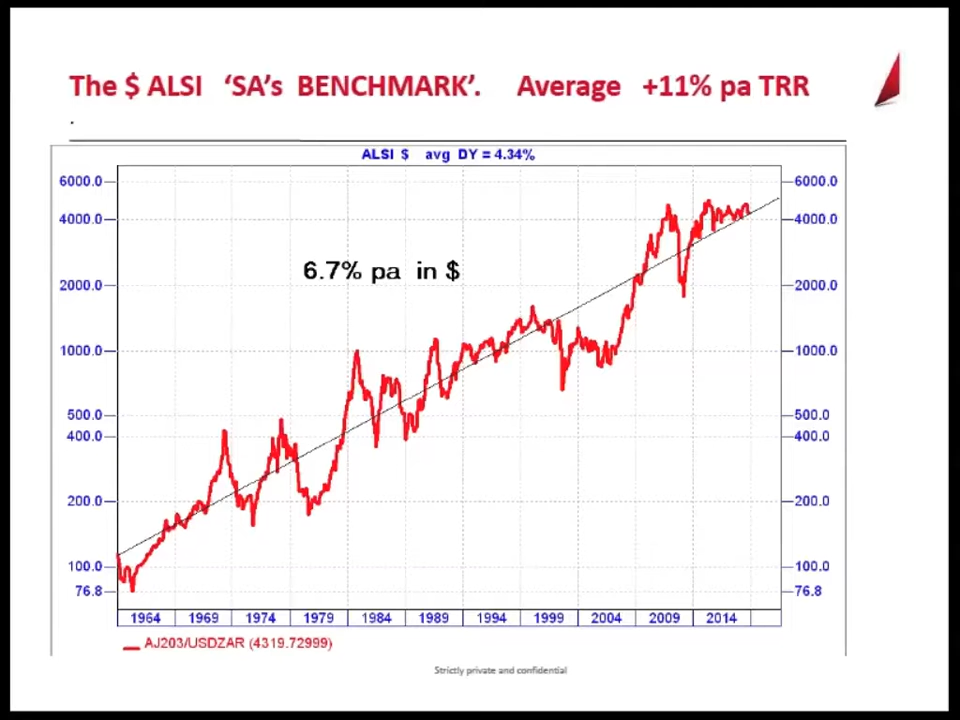 The $ ALSI 'SA's BENCHMARK'. Average +11% pa TRR
.
ALSI $ avg DY = 4.34%
6000.0 6000.0
4000.0 4000.0
6.7% pa in $
2000.0 2000.0
1000.0 1000.0
500.0 500.0
400.0 400.0
200.0 200.0
100.0 100.0
76.8 76.8
1964 1969 1974 1979 1984 1989 1994 1999 2004 2009 2014
AJ203/USDZAR (4319.72999)
Strictly private and confidential